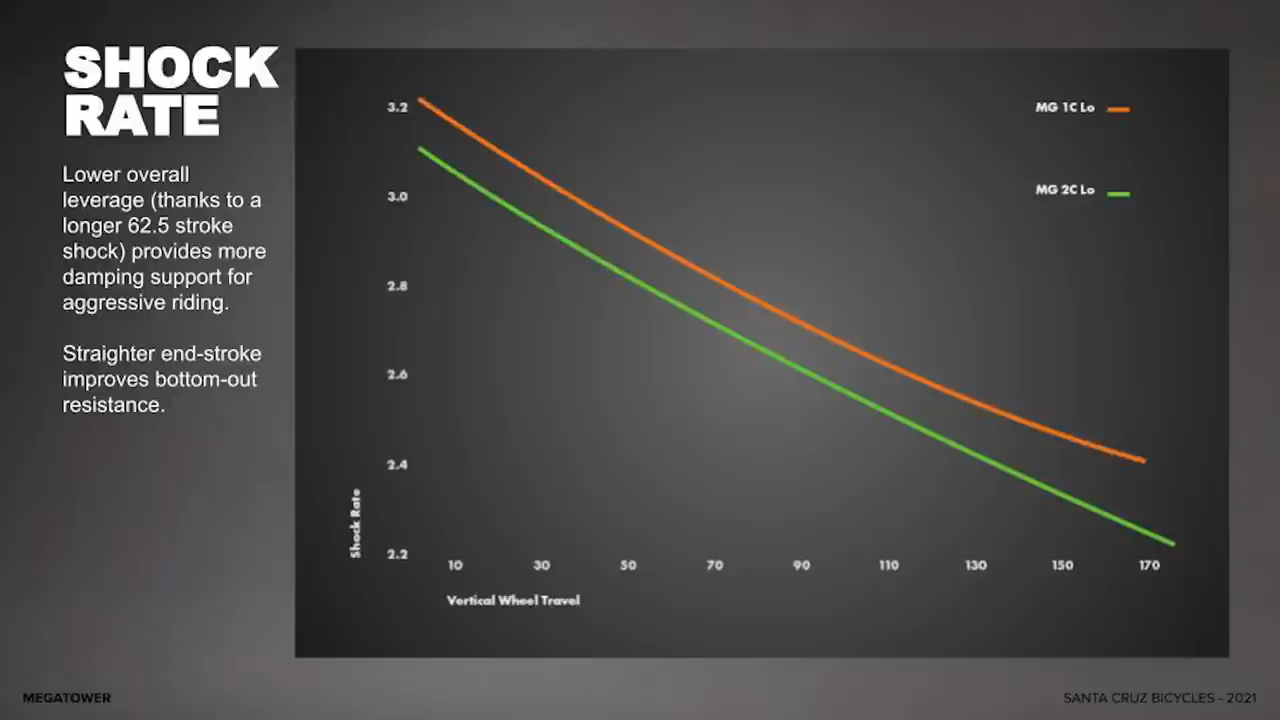 SHOCK
RATE
Lower overall
leverage (thanks to a
longer 62.5 stroke
shock) provides more
damping support for
aggressive riding.
Straighter end-stroke
improves bottom-out
resistance.
3.2
3.0
2.8
2.6
2.4
2.2
Shock Rate
10 30 50 70 90 110 130 150 170
Vertical Wheel Travel
MG 1C Lo
MG 2C Lo
MEGATOWER
SANTA CRUZ BICYCLES - 2021